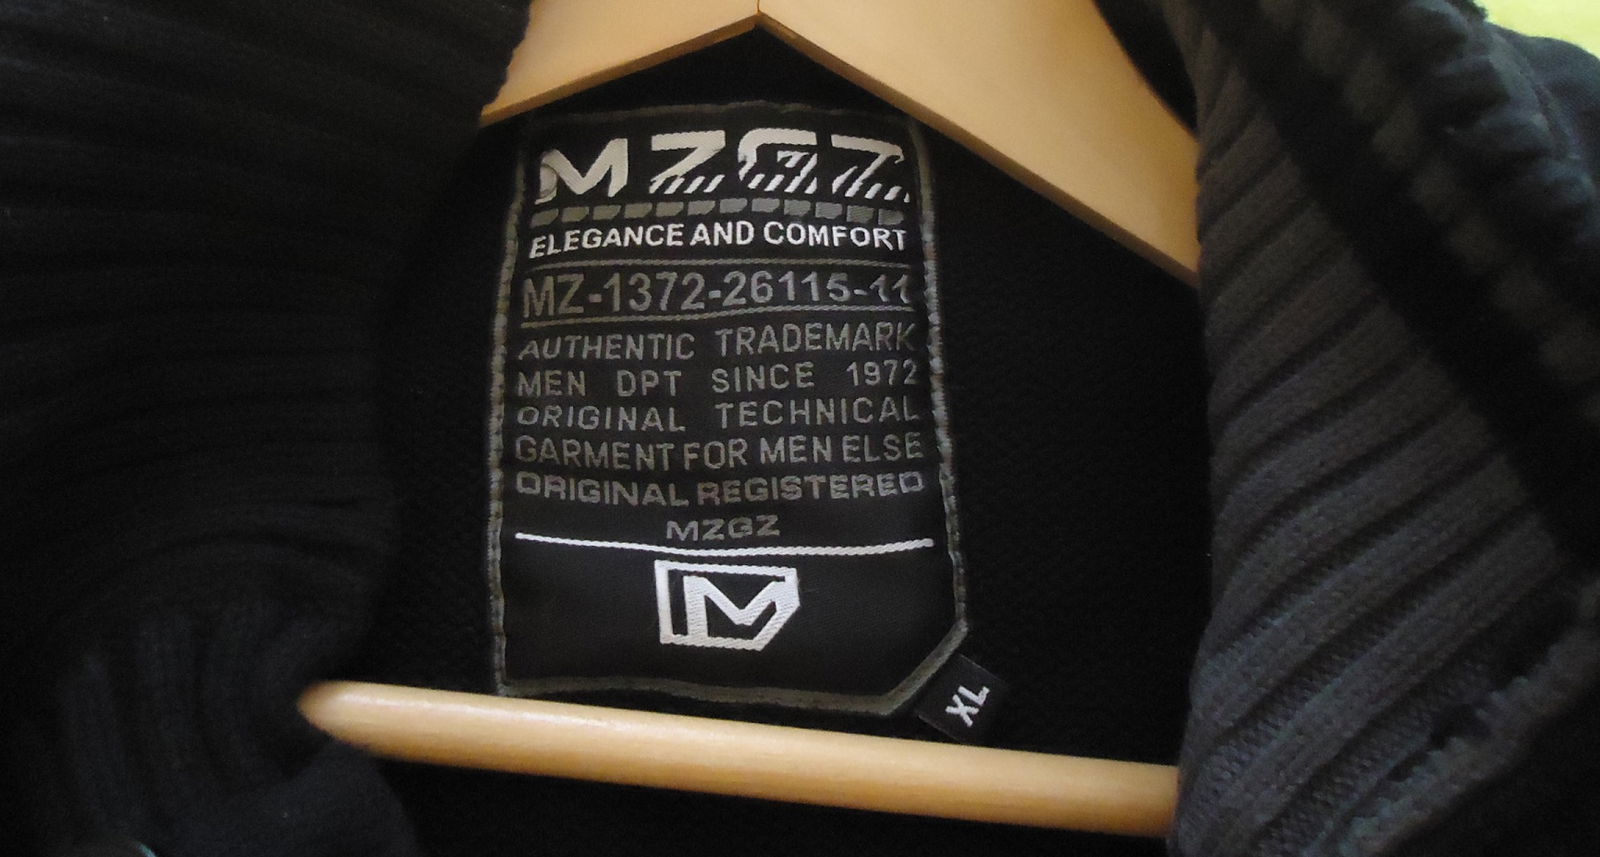 MZGZ
ELEGANCE AND COMFORT
MZ-1372-26115-11
AUTHENTIC TRADEMARK
MEN DPT SINCE 1972
ORIGINAL TECHNICAL
GARMENT FOR MEN ELSE
ORIGINAL REGISTERED
MZGZ
M
XL